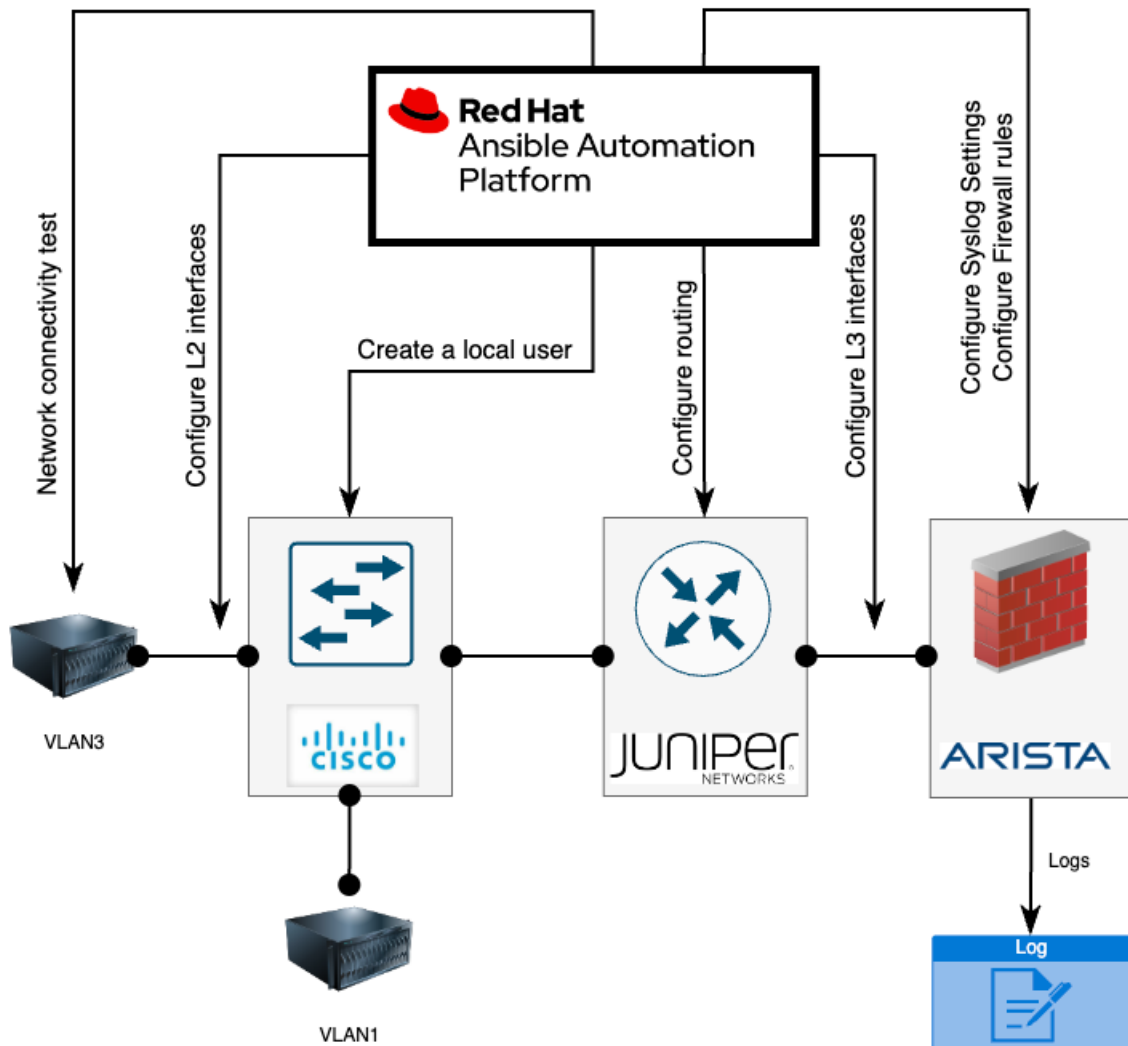 Red Hat
Ansible Automation
Platform
Network connectivity test
Configure L2 interfaces
Create a local user
Configure routing
Configure L3 interfaces
Configure Syslog Settings
Configure Firewall rules
VLAN3
CISCO
JUNIPER
NETWORKS
ARISTA
Logs
Log
VLAN1